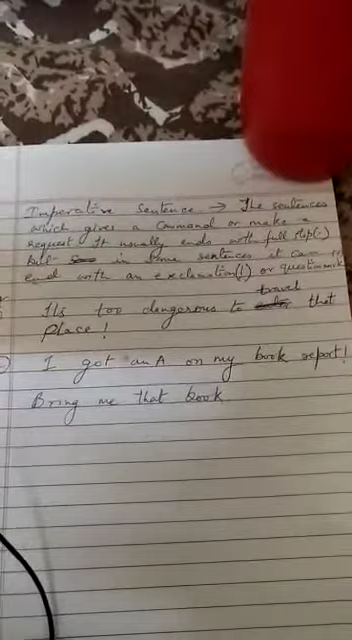 Imperative Sentence → The sentences
which gives a Command or make a
request It usually ends with full stop(.)
but in Some sentences it can
end with an exclamation(!) or question mark
travel
Its too dangerous to that
place!
I got an A on my book report!
Bring me that book